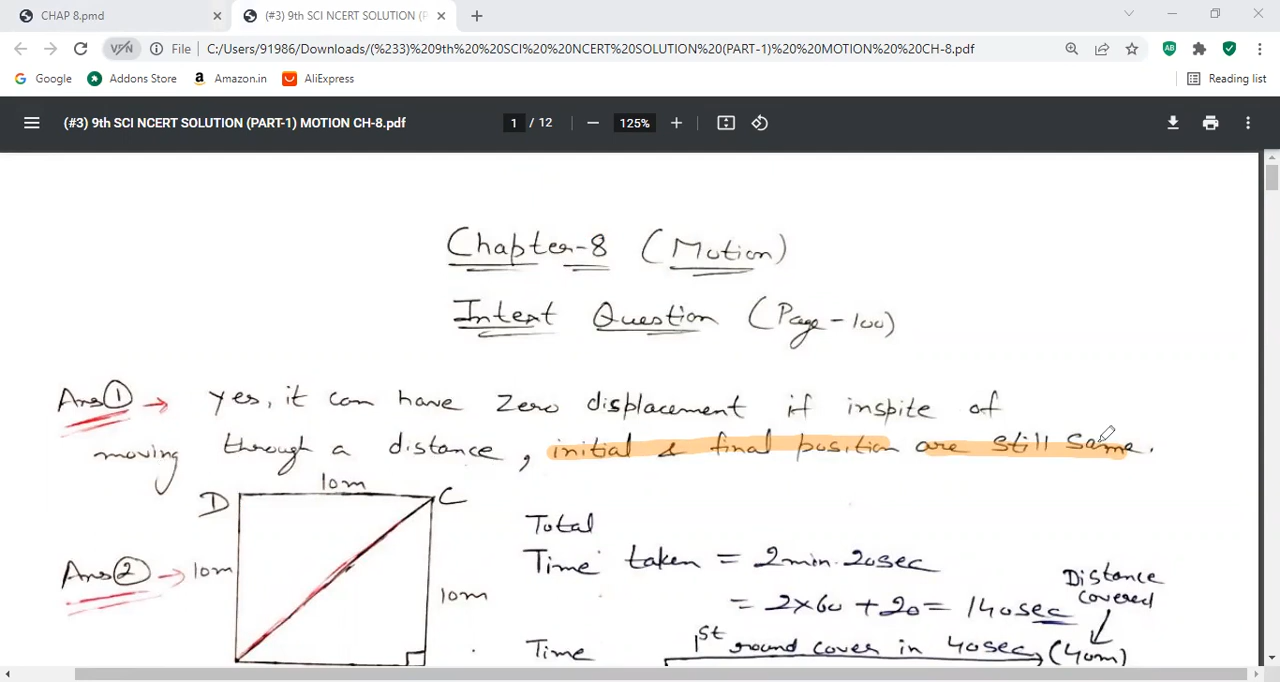 CHAP 8.pmd
(#3) 9th SCI NCERT SOLUTION (P
VPN File C:/Users/91986/Downloads/(%233)%209th%20%20SCI%20%20NCERT%20SOLUTION%20(PART-1)%20%20MOTION%20%20CH-8.pdf
Google Addons Store Amazon.in AliExpress Reading list
(#3) 9th SCI NCERT SOLUTION (PART-1) MOTION CH-8.pdf 1 / 12 125%
Chapter-8 (Motion)
Intext Question (Page-100)
Ans 1 → Yes, it can have zero displacement if inspite of
moving through a distance, initial & final position are still same.
10m
D C
Total
Ans 2 → 10m Time taken = 2min. 20sec
Distance
covered
10m = 2x60 + 20 = 140sec
Time 1st round cover in 40sec (40m)